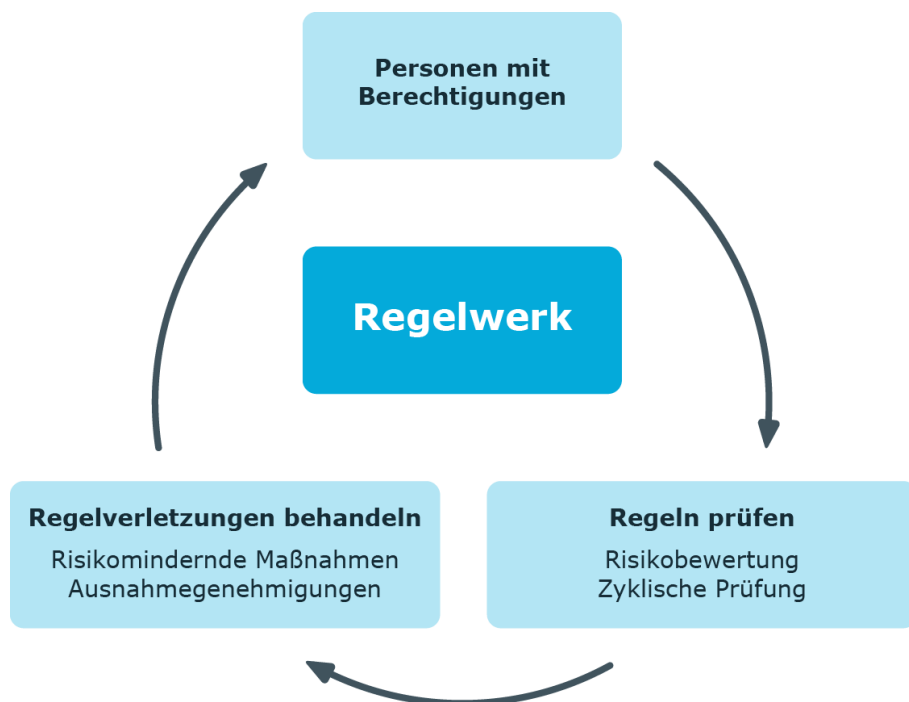 Personen mit
Berechtigungen
Regelwerk
Regelverletzungen behandeln
Risikomindernde Maßnahmen
Ausnahmegenehmigungen
Regeln prüfen
Risikobewertung
Zyklische Prüfung